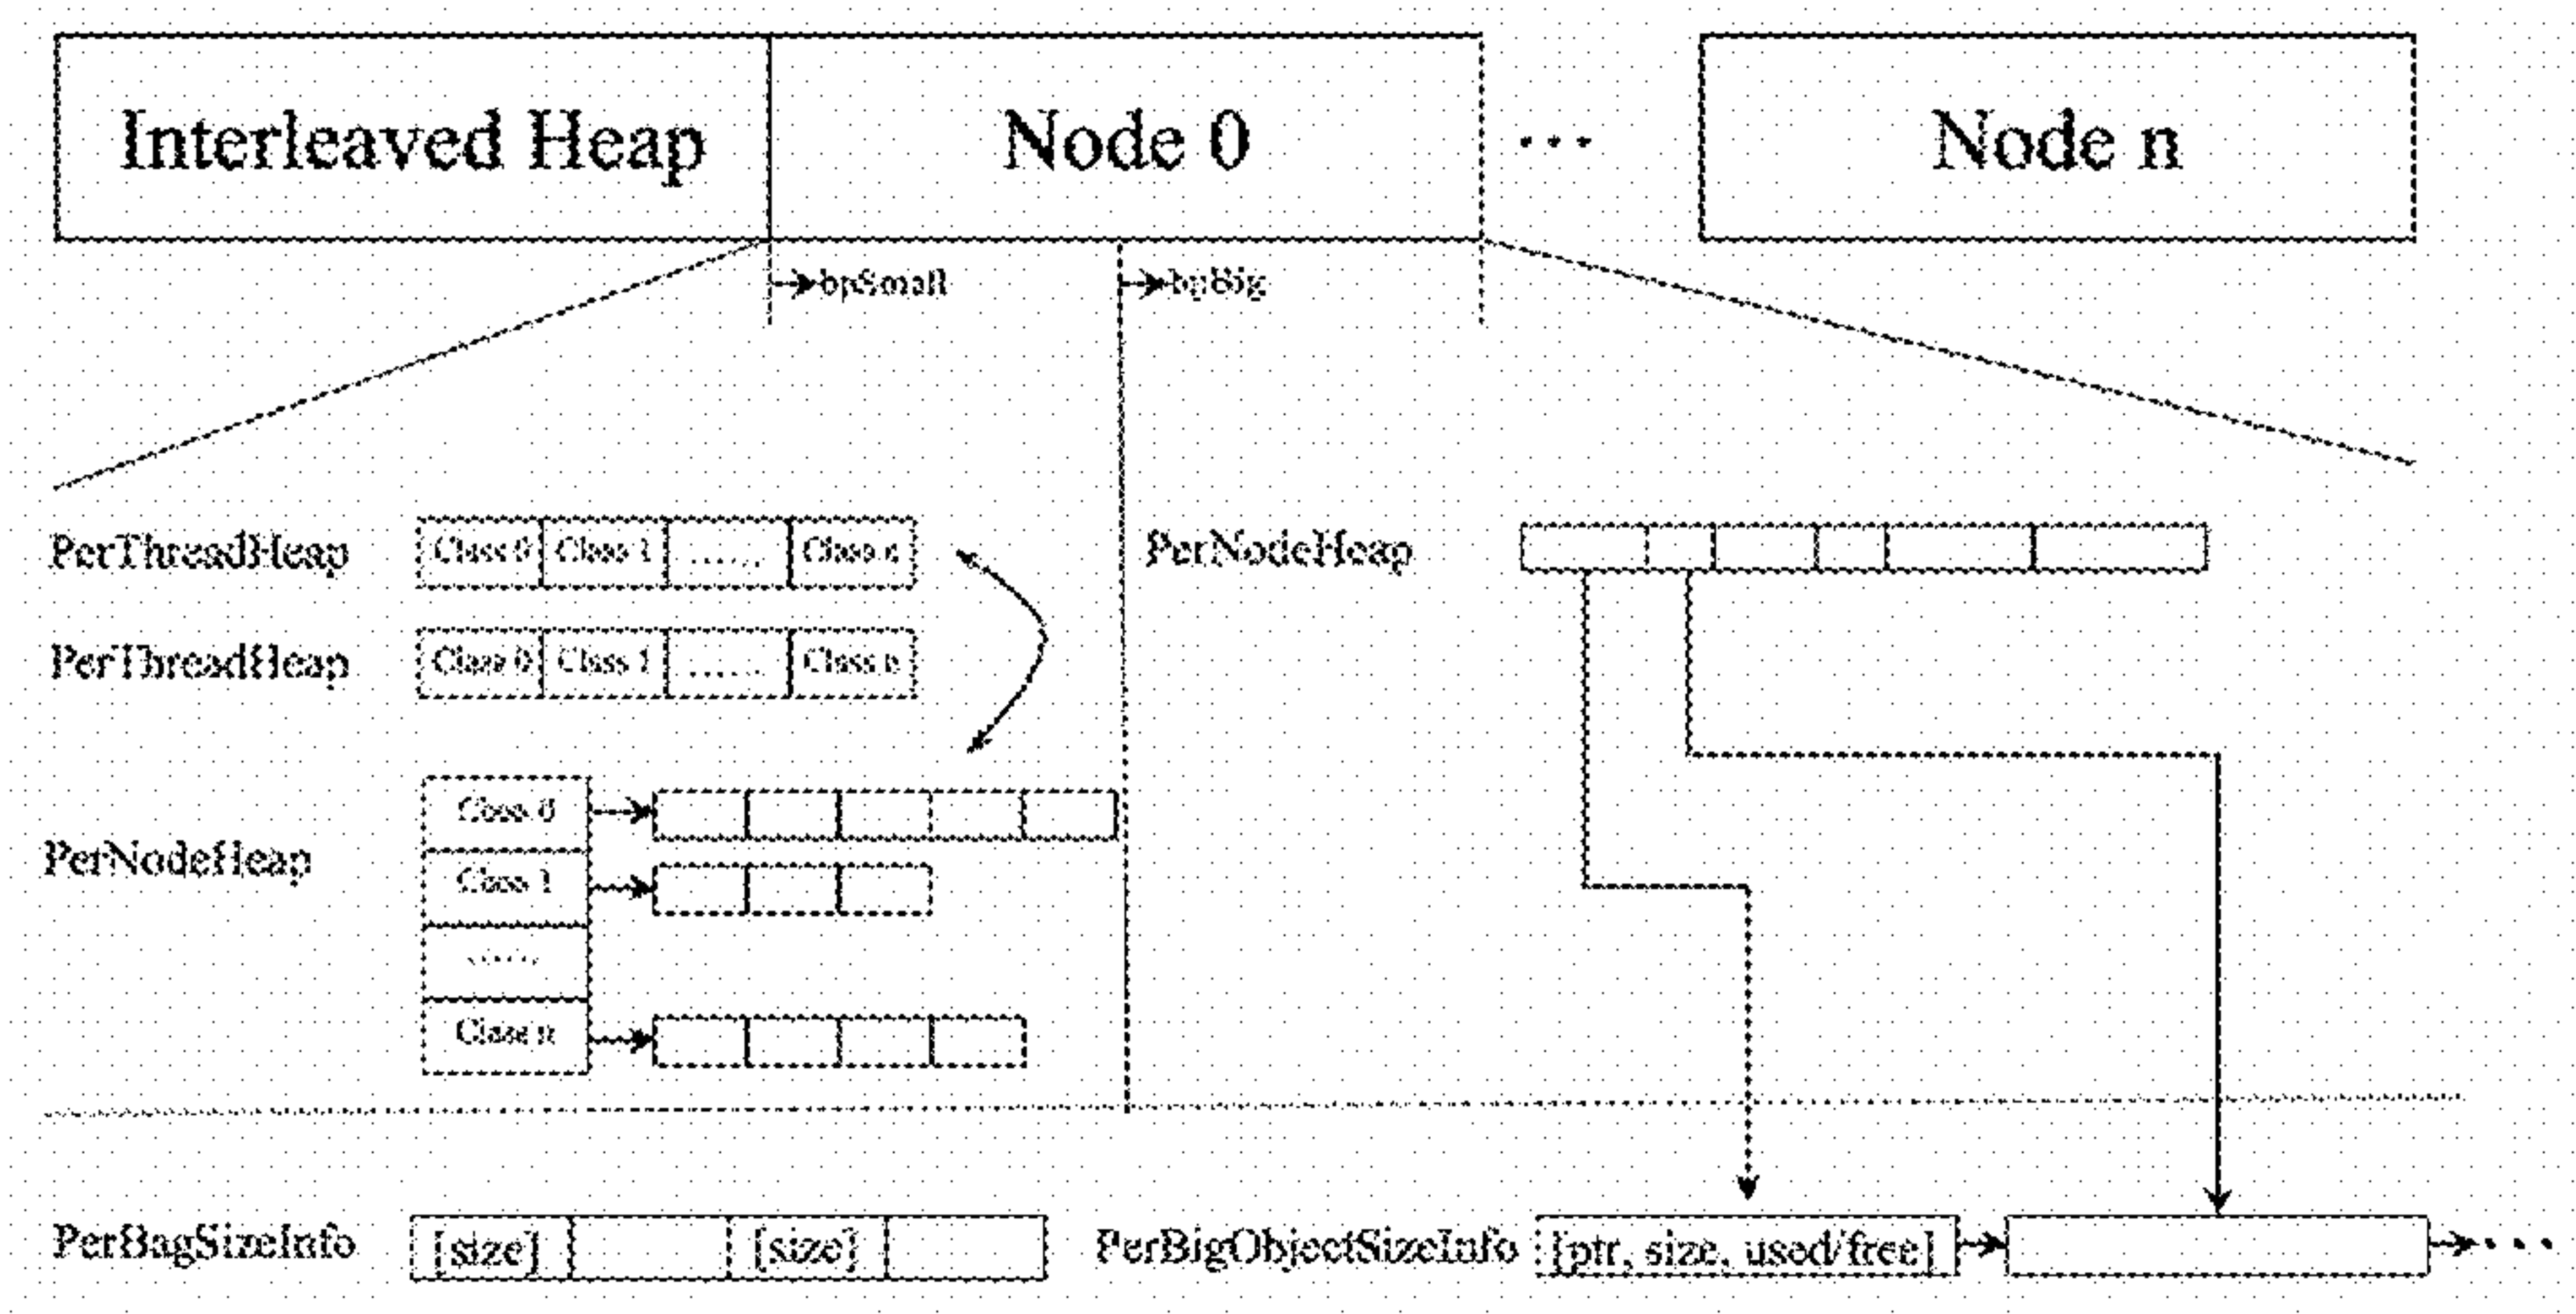 Interleaved Heap Node 0 ... Node n
bpSmall bpBig
PerThreadHeap Class 0 Class 1 ...... Class n PerNodeHeap
PerThreadHeap Class 0 Class 1 ...... Class n
PerNodeHeap
Class 0
Class 1
......
Class n
PerBagSizeInfo [size] [size] PerBigObjectSizeInfo [ptr, size, used/free] ...